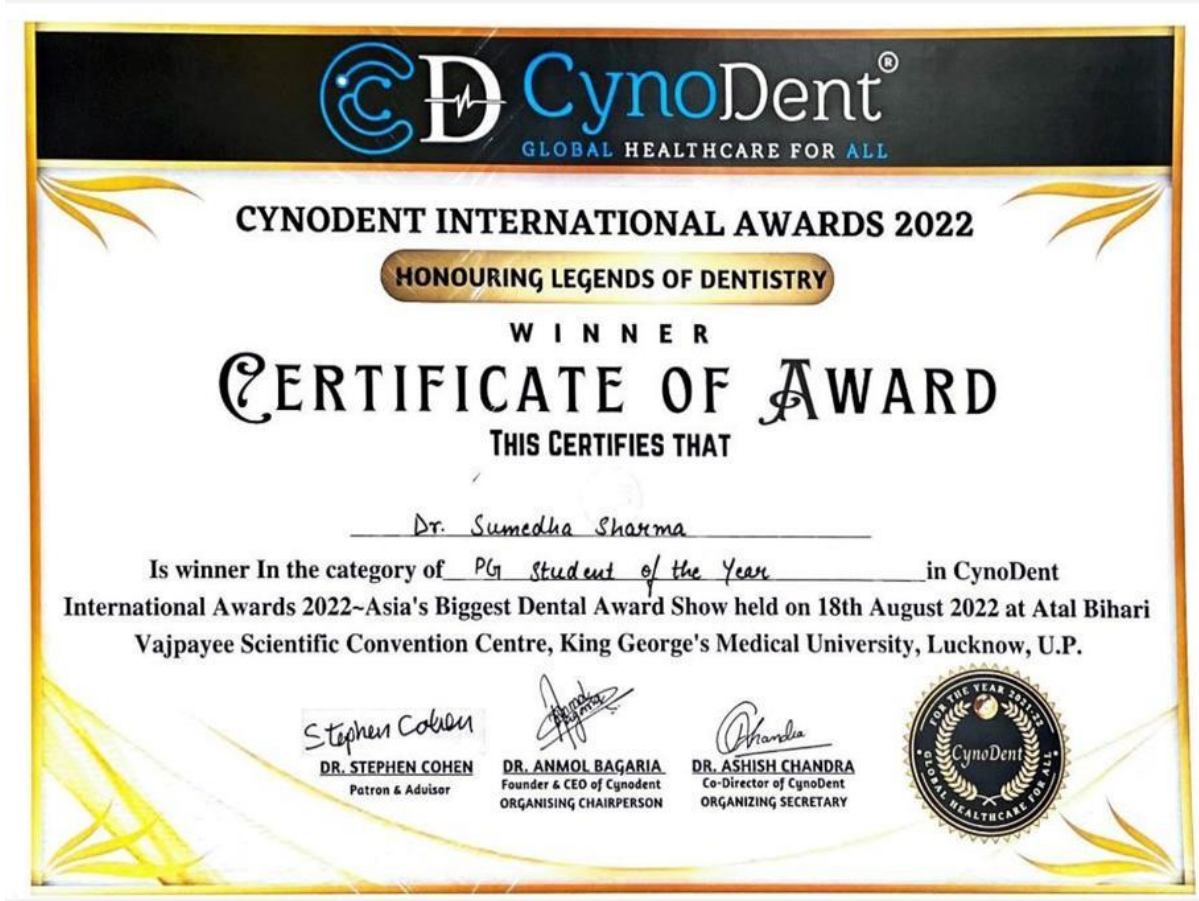 CD CynoDent®
GLOBAL HEALTHCARE FOR ALL
CYNODENT INTERNATIONAL AWARDS 2022
HONOURING LEGENDS OF DENTISTRY
WINNER
CERTIFICATE OF AWARD
THIS CERTIFIES THAT
Dr. Sumedha Sharma
Is winner In the category of PG Student of the Year in CynoDent
International Awards 2022~Asia's Biggest Dental Award Show held on 18th August 2022 at Atal Bihari
Vajpayee Scientific Convention Centre, King George's Medical University, Lucknow, U.P.
Stephen Cohen
DR. STEPHEN COHEN
Patron & Advisor
DR. ANMOL BAGARIA
Founder & CEO of Cynodent
ORGANISING CHAIRPERSON
Chandra
DR. ASHISH CHANDRA
Co-Director of CynoDent
ORGANIZING SECRETARY
FOR THE YEAR 2021-22
CynoDent
GLOBAL HEALTHCARE FOR ALL